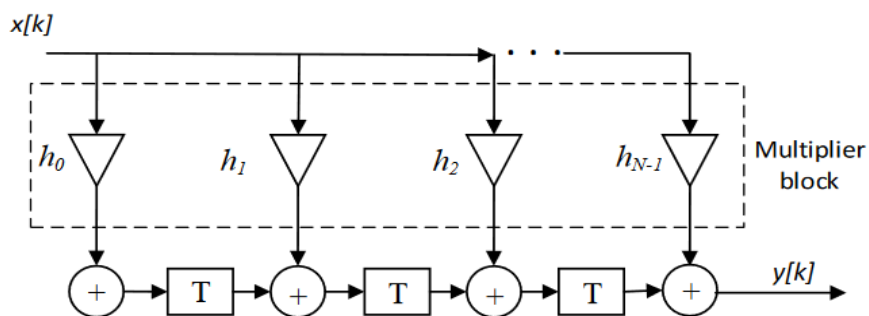 x[k]
. . .
h0 h1 h2 hN-1
Multiplier
block
+ T + T + T +
y[k]